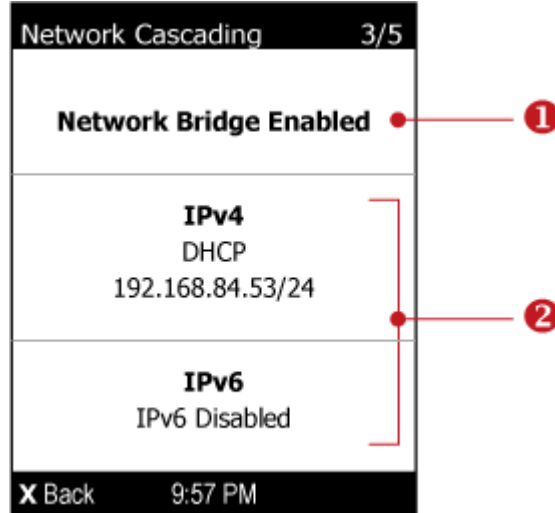 Network Cascading 3/5
Network Bridge Enabled
1
IPv4
DHCP
192.168.84.53/24
2
IPv6
IPv6 Disabled
X Back 9:57 PM